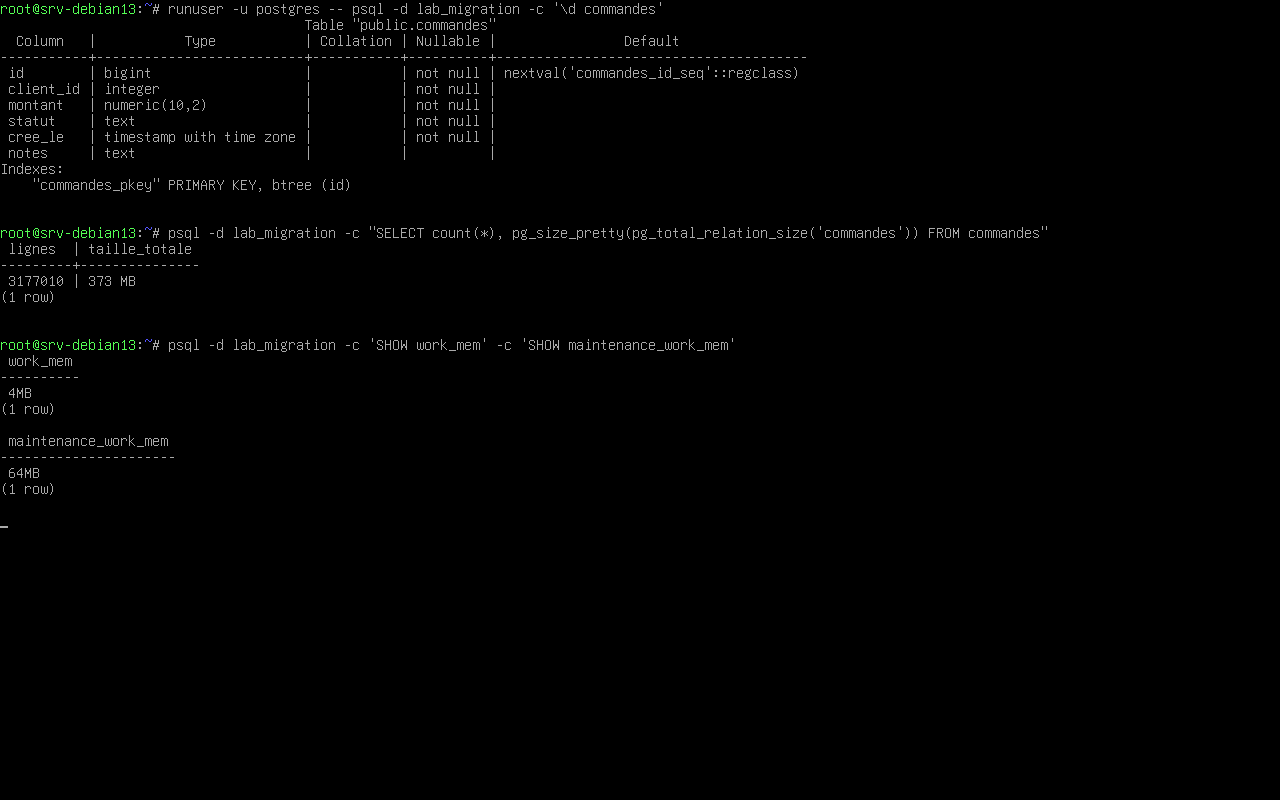 root@srv-debian13:~# runuser -u postgres -- psql -d lab_migration -c '\d commandes'
                                      Table "public.commandes"
  Column   |           Type           | Collation | Nullable |                Default
-----------+--------------------------+-----------+----------+---------------------------------------
 id        | bigint                   |           | not null | nextval('commandes_id_seq'::regclass)
 client_id | integer                  |           | not null |
 montant   | numeric(10,2)            |           | not null |
 statut    | text                     |           | not null |
 cree_le   | timestamp with time zone |           | not null |
 notes     | text                     |           |          |
Indexes:
    "commandes_pkey" PRIMARY KEY, btree (id)
root@srv-debian13:~# psql -d lab_migration -c "SELECT count(*), pg_size_pretty(pg_total_relation_size('commandes')) FROM commandes"
 lignes  | taille_totale
---------+---------------
 3177010 | 373 MB
(1 row)
root@srv-debian13:~# psql -d lab_migration -c 'SHOW work_mem' -c 'SHOW maintenance_work_mem'
 work_mem
----------
 4MB
(1 row)
 maintenance_work_mem
----------------------
 64MB
(1 row)